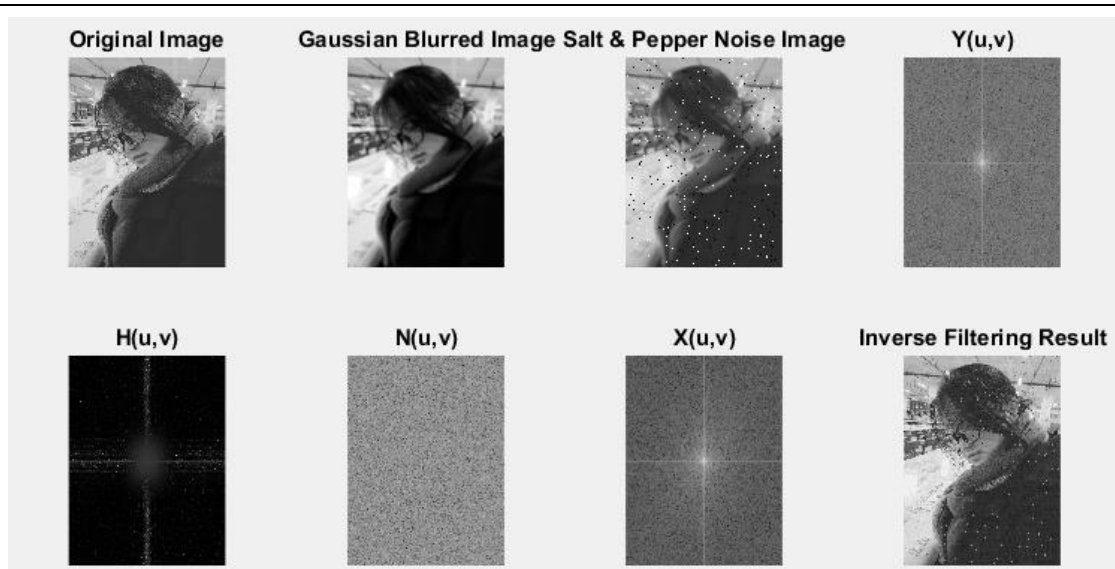 Original Image
Gaussian Blurred Image
Salt & Pepper Noise Image
Y(u,v)
H(u,v)
N(u,v)
X(u,v)
Inverse Filtering Result